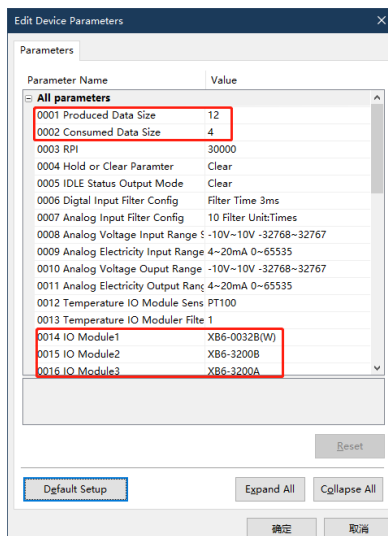 Edit Device Parameters
Parameters
Parameter Name Value
All parameters
0001 Produced Data Size 12
0002 Consumed Data Size 4
0003 RPI 30000
0004 Hold or Clear Paramter Clear
0005 IDLE Status Output Mode Clear
0006 Digtal Input Filter Config Filter Time 3ms
0007 Analog Input Filter Config 10 Filter Unit:Times
0008 Analog Voltage Input Range S -10V~10V -32768~32767
0009 Analog Electricity Input Range 4~20mA 0~65535
0010 Analog Voltage Ouput Range -10V~10V -32768~32767
0011 Analog Electricity Output Rang 4~20mA 0~65535
0012 Temperature IO Module Sens PT100
0013 Temperature IO Moduler Filte 1
0014 IO Module1 XB6-0032B(W)
0015 IO Module2 XB6-3200B
0016 IO Module3 XB6-3200A
Reset
Default Setup Expand All Collapse All
确定 取消